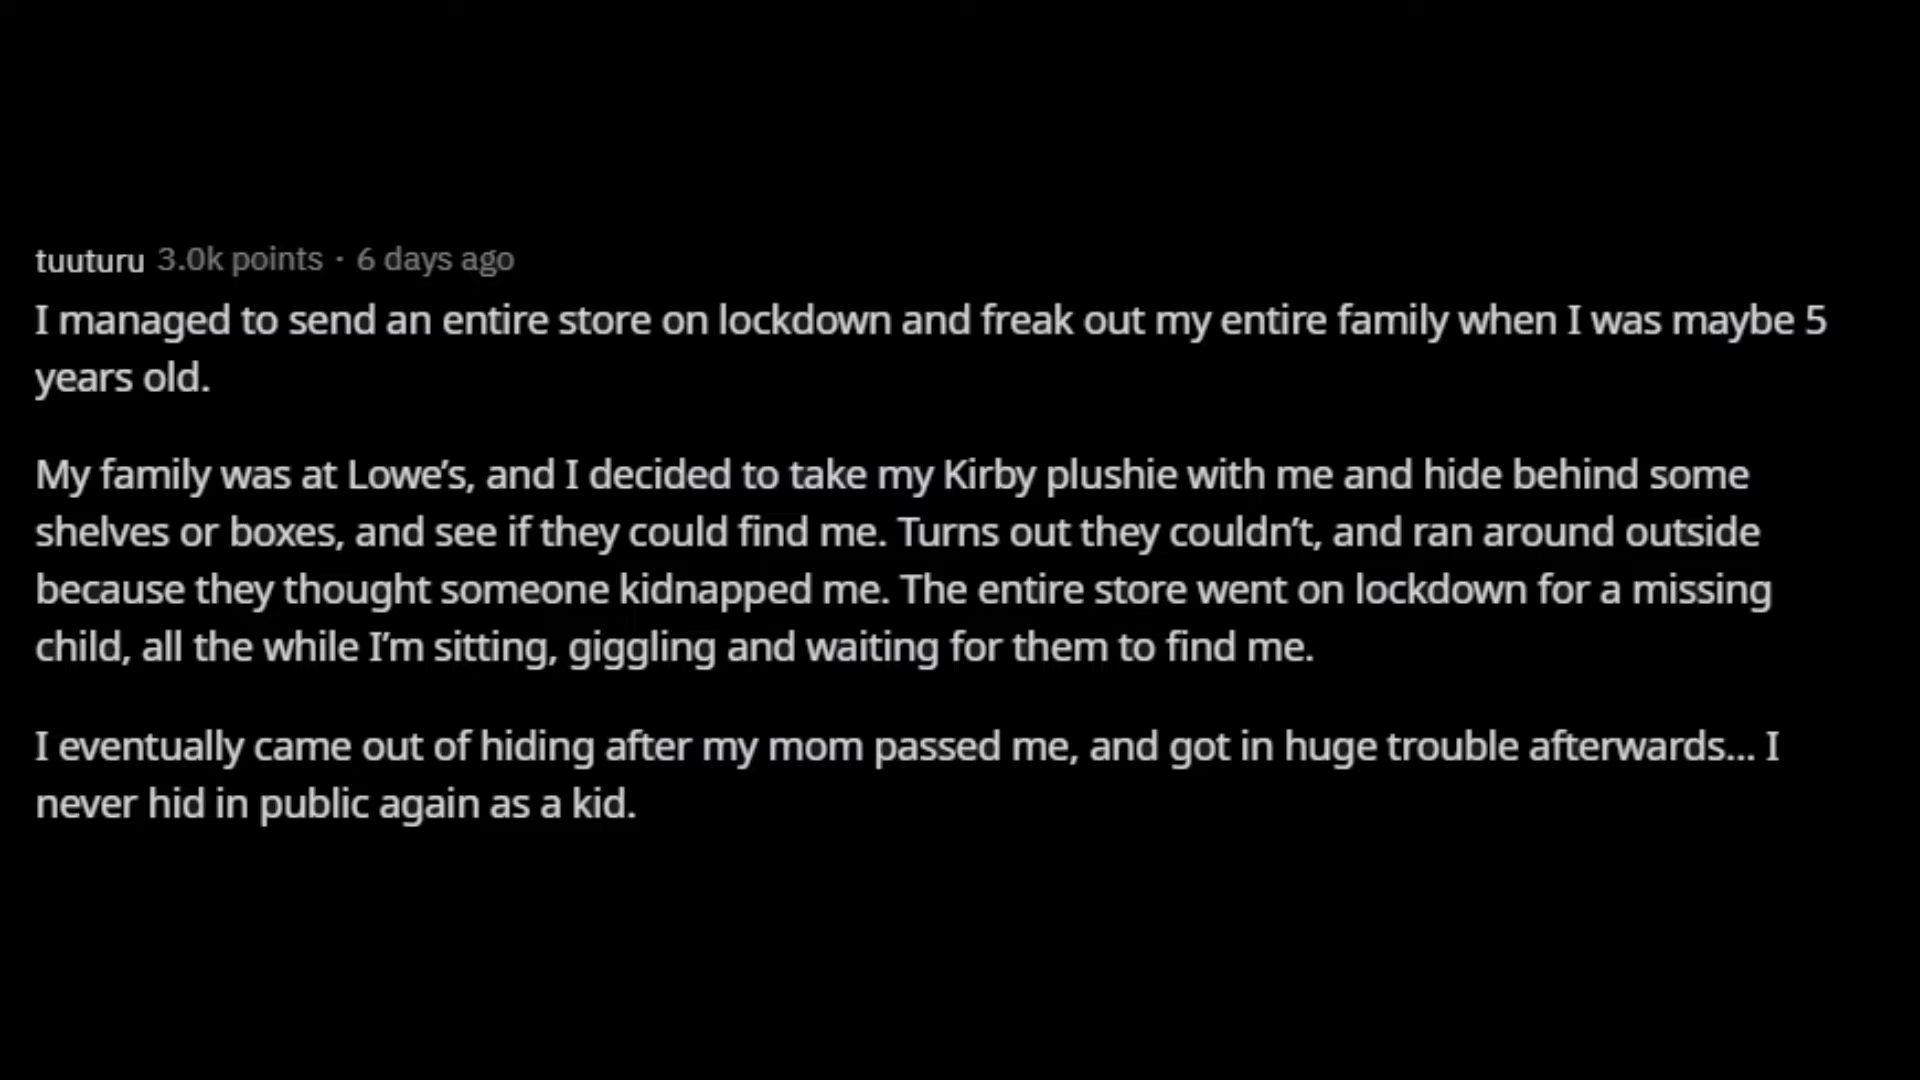 tuuturu 3.0k points · 6 days ago
I managed to send an entire store on lockdown and freak out my entire family when I was maybe 5
years old.
My family was at Lowe’s, and I decided to take my Kirby plushie with me and hide behind some
shelves or boxes, and see if they could find me. Turns out they couldn’t, and ran around outside
because they thought someone kidnapped me. The entire store went on lockdown for a missing
child, all the while I’m sitting, giggling and waiting for them to find me.
I eventually came out of hiding after my mom passed me, and got in huge trouble afterwards... I
never hid in public again as a kid.